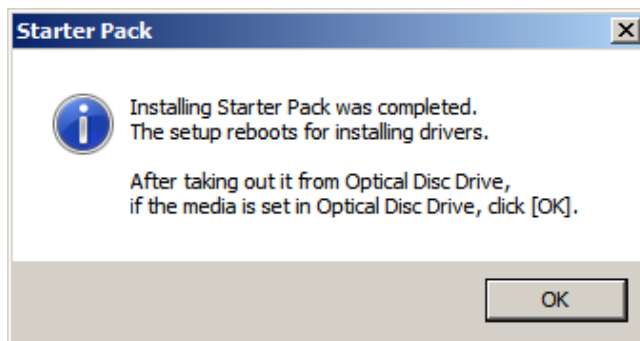 Starter Pack
Installing Starter Pack was completed.
The setup reboots for installing drivers.
After taking out it from Optical Disc Drive,
if the media is set in Optical Disc Drive, click [OK].
OK